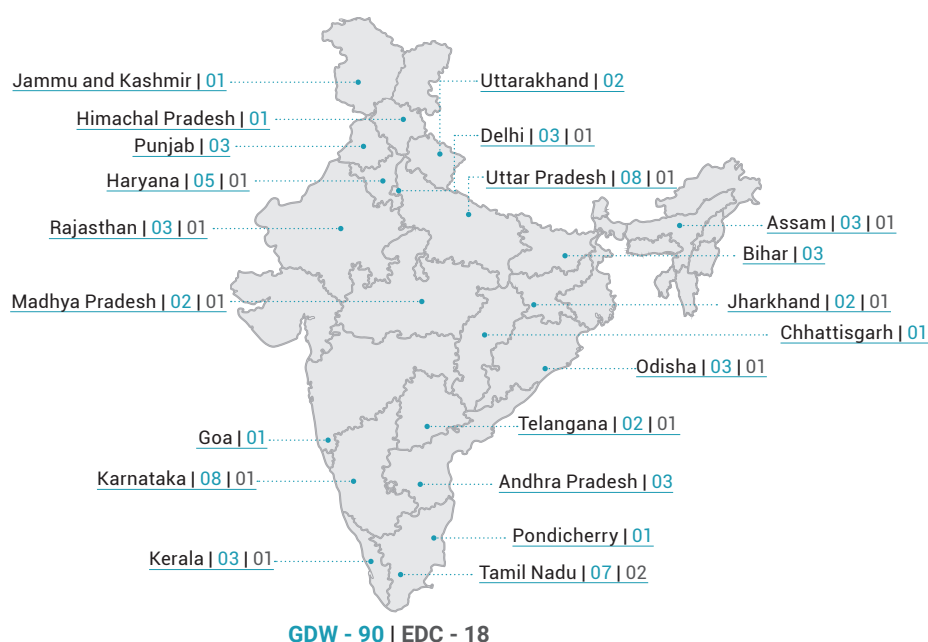 Jammu and Kashmir | 01
Uttarakhand | 02
Himachal Pradesh | 01
Delhi | 03 | 01
Punjab | 03
Haryana | 05 | 01
Uttar Pradesh | 08 | 01
Rajasthan | 03 | 01
Assam | 03 | 01
Bihar | 03
Madhya Pradesh | 02 | 01
Jharkhand | 02 | 01
Chhattisgarh | 01
Odisha | 03 | 01
Goa | 01
Telangana | 02 | 01
Karnataka | 08 | 01
Andhra Pradesh | 03
Pondicherry | 01
Kerala | 03 | 01
Tamil Nadu | 07 | 02
GDW - 90 | EDC - 18